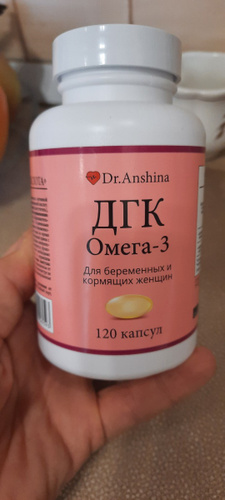 Dr.Anshina
ДГК
Омега-3
Для беременных и
кормящих женщин
120 капсул